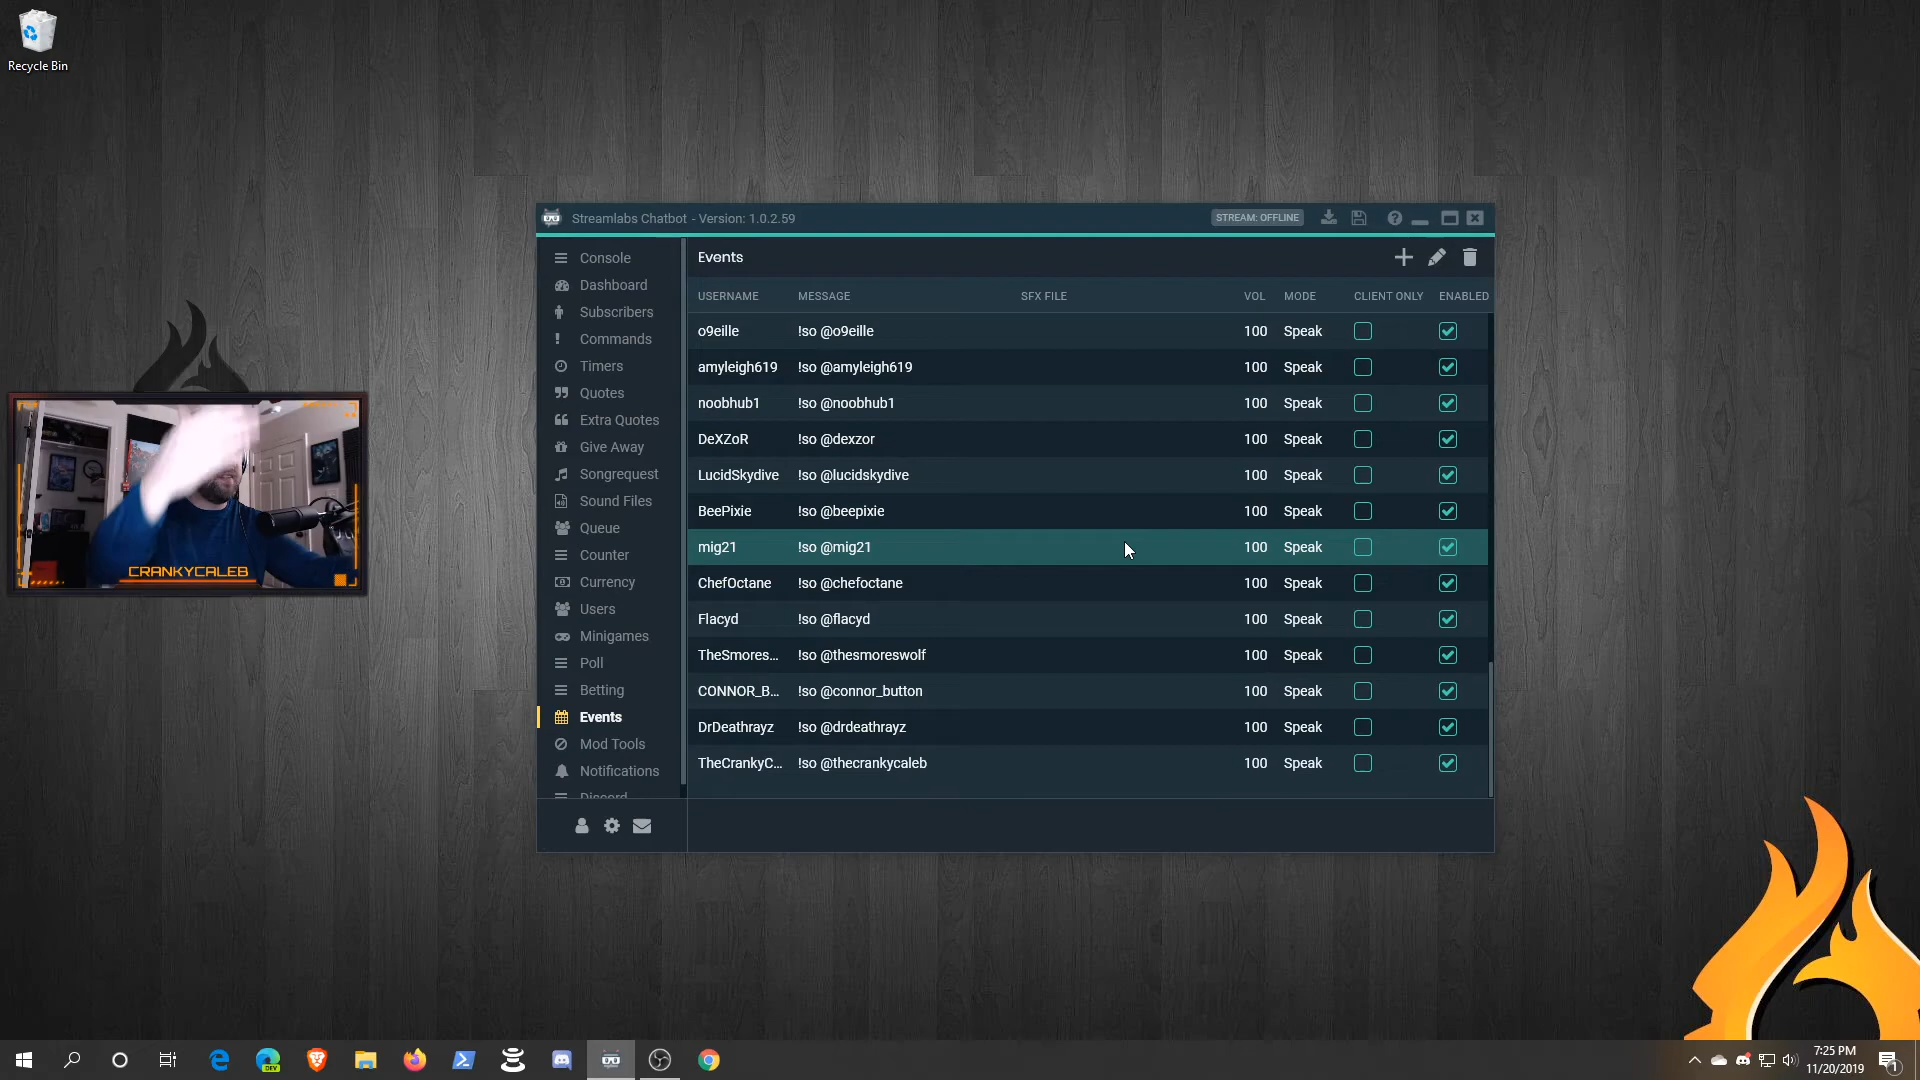 Recycle Bin
Streamlabs Chatbot - Version: 1.0.2.59
STREAM: OFFLINE
Console
Dashboard
Subscribers
Commands
Timers
Quotes
Extra Quotes
Give Away
Songrequest
Sound Files
Queue
Counter
Currency
Users
Minigames
Poll
Betting
Events
Mod Tools
Notifications
Discord
Events
USERNAME MESSAGE SFX FILE VOL MODE CLIENT ONLY ENABLED
o9eille !so @o9eille 100 Speak
amyleigh619 !so @amyleigh619 100 Speak
noobhub1 !so @noobhub1 100 Speak
DeXZoR !so @dexzor 100 Speak
LucidSkydive !so @lucidskydive 100 Speak
BeePixie !so @beepixie 100 Speak
mig21 !so @mig21 100 Speak
ChefOctane !so @chefoctane 100 Speak
Flacyd !so @flacyd 100 Speak
TheSmores... !so @thesmoreswolf 100 Speak
CONNOR_B... !so @connor_button 100 Speak
DrDeathrayz !so @drdeathrayz 100 Speak
TheCrankyC... !so @thecrankycaleb 100 Speak
CRANKYCALEB
DEV
7:25 PM
11/20/2019
1